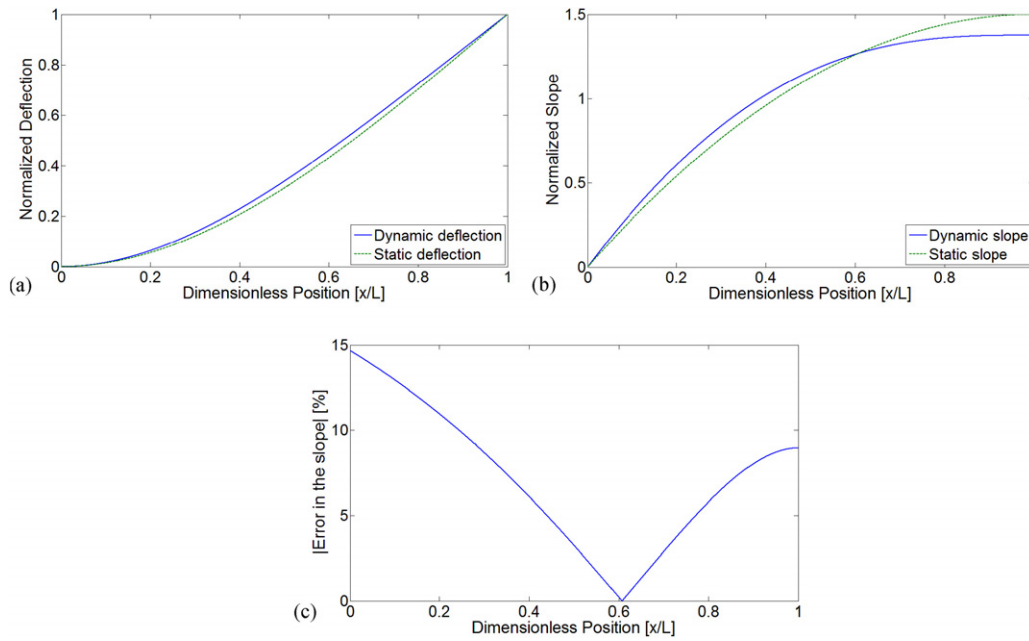 1
0.8
0.6
0.4
0.2
0
0
0.2
0.4
0.6
0.8
1
Normalized Deflection
Dimensionless Position [x/L]
Dynamic deflection
Static deflection
(a)
1.5
1
0.5
0
0
0.2
0.4
0.6
0.8
Normalized Slope
Dimensionless Position [x/L]
Dynamic slope
Static slope
(b)
15
10
5
0
0
0.2
0.4
0.6
0.8
1
|Error in the slope| [%]
Dimensionless Position [x/L]
(c)